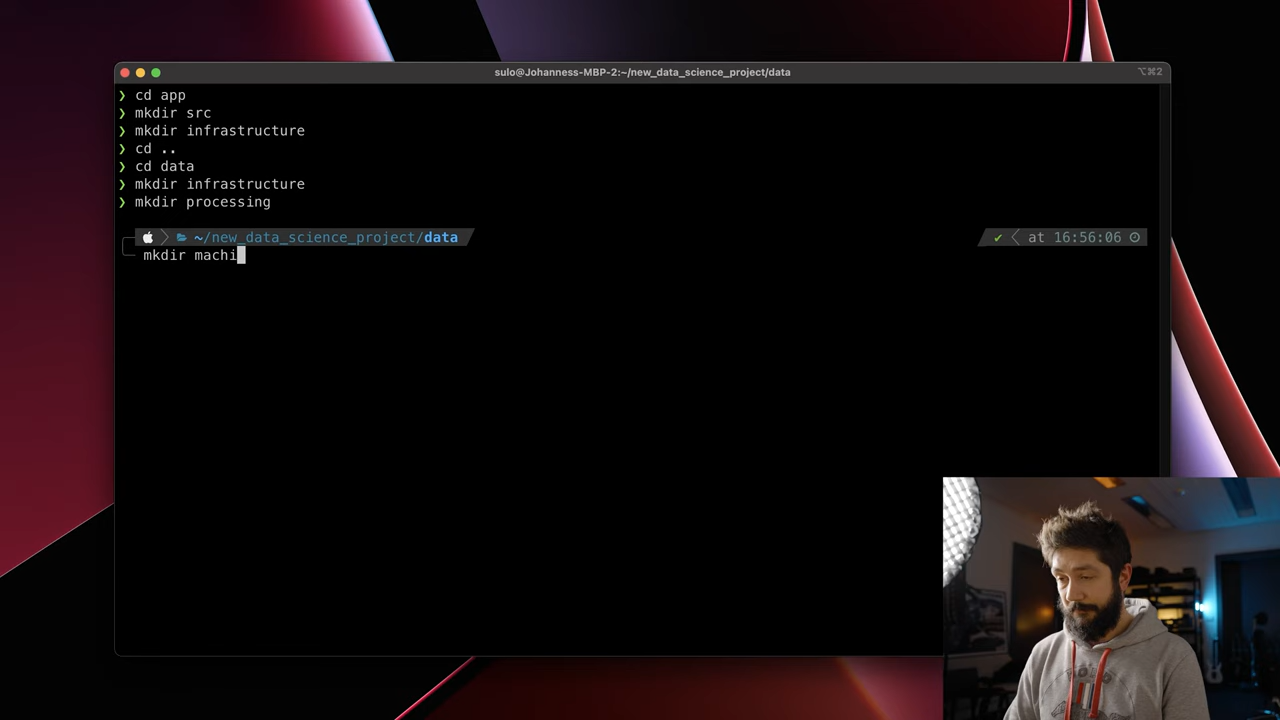 sulo@Johanness-MBP-2:~/new_data_science_project/data
⌥⌘2
❯ cd app
❯ mkdir src
❯ mkdir infrastructure
❯ cd ..
❯ cd data
❯ mkdir infrastructure
❯ mkdir processing
~/new_data_science_project/data
✔ at 16:56:06
mkdir machi